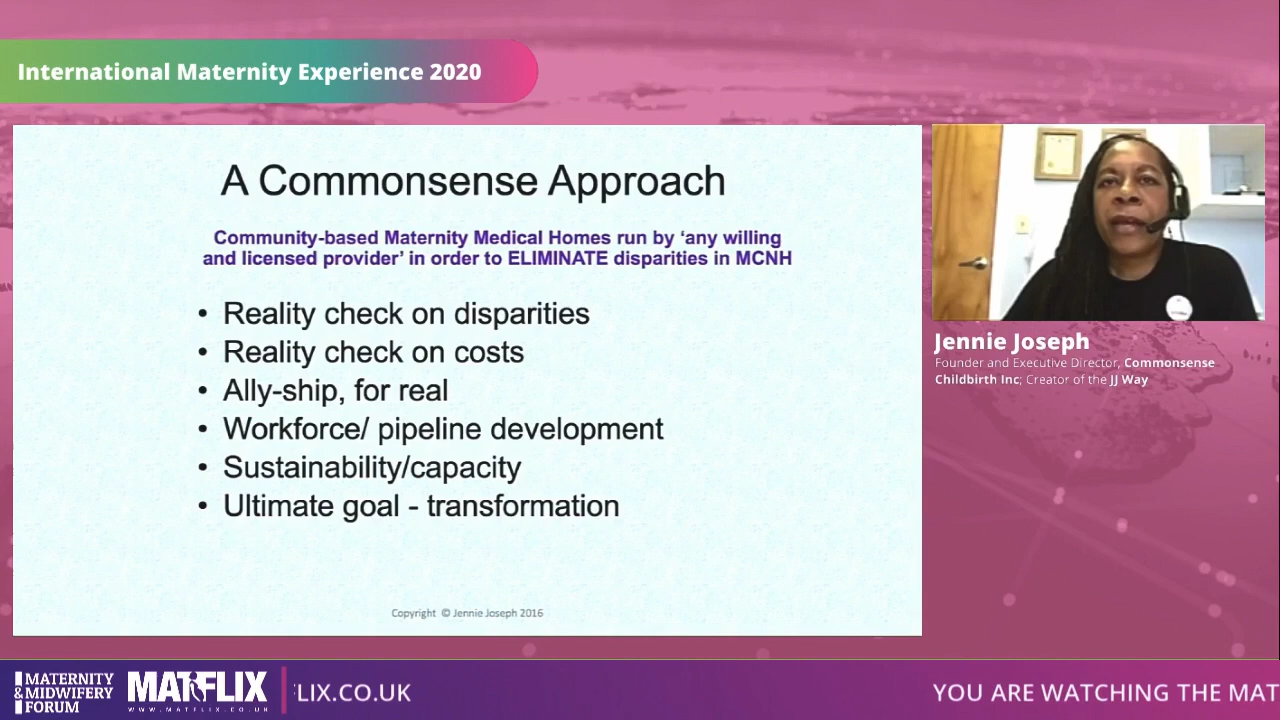 International Maternity Experience 2020
A Commonsense Approach
Community-based Maternity Medical Homes run by ‘any willing
and licensed provider’ in order to ELIMINATE disparities in MCNH
• Reality check on disparities
• Reality check on costs
• Ally-ship, for real
• Workforce/ pipeline development
• Sustainability/capacity
• Ultimate goal - transformation
Copyright © Jennie Joseph 2016
Jennie Joseph
Founder and Executive Director, Commonsense
Childbirth Inc; Creator of the JJ Way
MATERNITY
& MIDWIFERY
FORUM
MATFLIX
WWW.MATFLIX.CO.UK
LIX.CO.UK
YOU ARE WATCHING THE MAT